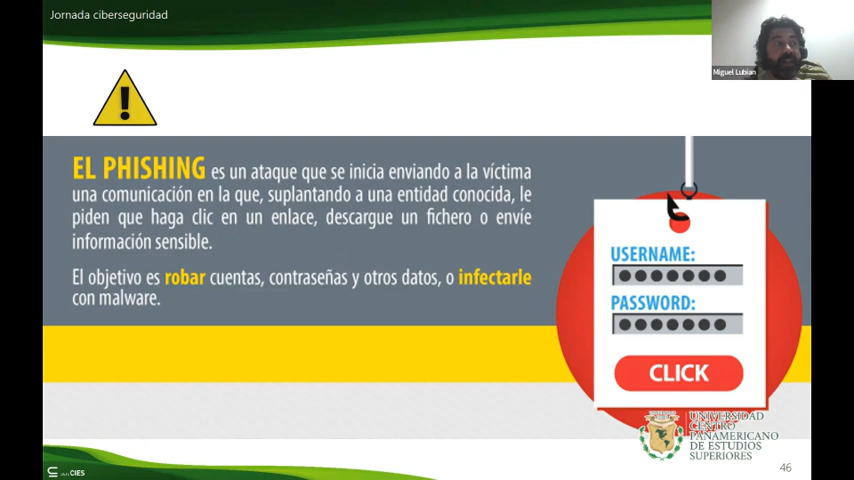 Jornada ciberseguridad
Miguel Lubian
EL PHISHING es un ataque que se inicia enviando a la víctima
una comunicación en la que, suplantando a una entidad conocida, le
piden que haga clic en un enlace, descargue un fichero o envíe
información sensible.
El objetivo es robar cuentas, contraseñas y otros datos, o infectarle
con malware.
USERNAME:
PASSWORD:
CLICK
UNIVERSIDAD
CENTRO
PANAMERICANO
DE ESTUDIOS
SUPERIORES
CIES
46